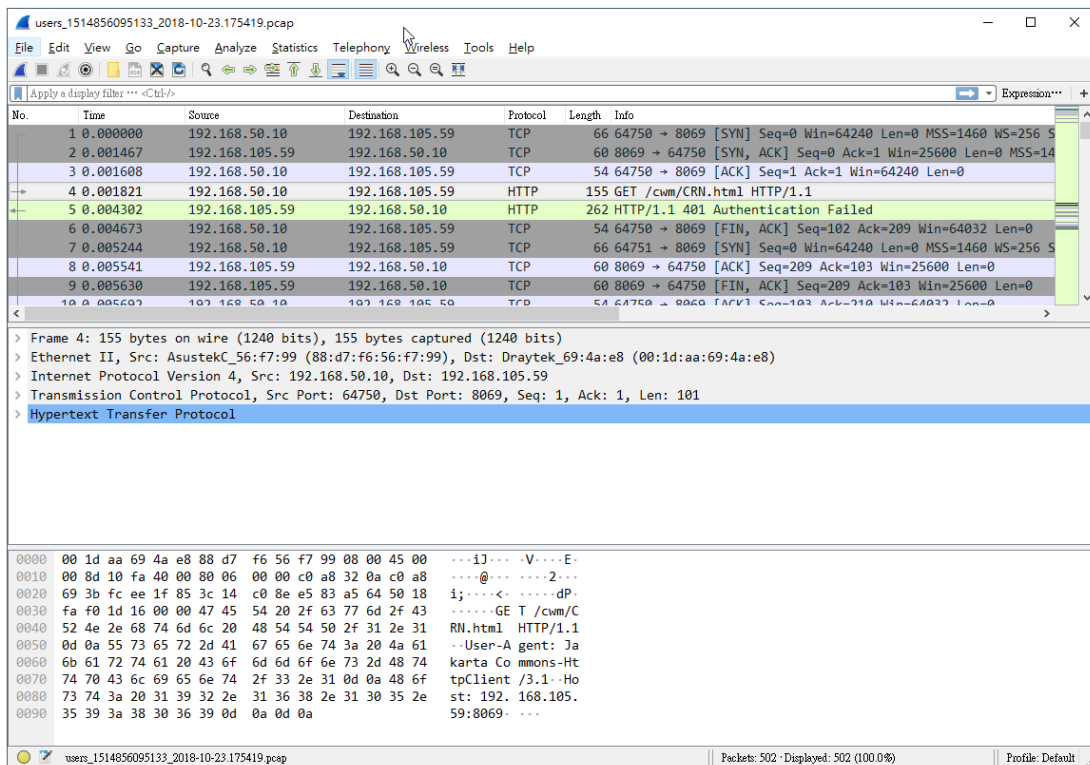 users_1514856095133_2018-10-23.175419.pcap
File Edit View Go Capture Analyze Statistics Telephony Wireless Tools Help
Apply a display filter ··· <Ctrl-/> Expression··· +
No. Time Source Destination Protocol Length Info
1 0.000000 192.168.50.10 192.168.105.59 TCP 66 64750 → 8069 [SYN] Seq=0 Win=64240 Len=0 MSS=1460 WS=256 S
2 0.001467 192.168.105.59 192.168.50.10 TCP 60 8069 → 64750 [SYN, ACK] Seq=0 Ack=1 Win=25600 Len=0 MSS=14
3 0.001608 192.168.50.10 192.168.105.59 TCP 54 64750 → 8069 [ACK] Seq=1 Ack=1 Win=64240 Len=0
4 0.001821 192.168.50.10 192.168.105.59 HTTP 155 GET /cwm/CRN.html HTTP/1.1
5 0.004302 192.168.105.59 192.168.50.10 HTTP 262 HTTP/1.1 401 Authentication Failed
6 0.004673 192.168.50.10 192.168.105.59 TCP 54 64750 → 8069 [FIN, ACK] Seq=102 Ack=209 Win=64032 Len=0
7 0.005244 192.168.50.10 192.168.105.59 TCP 66 64751 → 8069 [SYN] Seq=0 Win=64240 Len=0 MSS=1460 WS=256 S
8 0.005541 192.168.105.59 192.168.50.10 TCP 60 8069 → 64750 [ACK] Seq=209 Ack=103 Win=25600 Len=0
9 0.005630 192.168.105.59 192.168.50.10 TCP 60 8069 → 64750 [FIN, ACK] Seq=209 Ack=103 Win=25600 Len=0
10 0.005692 192.168.50.10 192.168.105.59 TCP 54 64750 → 8069 [ACK] Seq=103 Ack=210 Win=64032 Len=0
> Frame 4: 155 bytes on wire (1240 bits), 155 bytes captured (1240 bits)
> Ethernet II, Src: AsustekC_56:f7:99 (88:d7:f6:56:f7:99), Dst: Draytek_69:4a:e8 (00:1d:aa:69:4a:e8)
> Internet Protocol Version 4, Src: 192.168.50.10, Dst: 192.168.105.59
> Transmission Control Protocol, Src Port: 64750, Dst Port: 8069, Seq: 1, Ack: 1, Len: 101
> Hypertext Transfer Protocol
0000 00 1d aa 69 4a e8 88 d7 f6 56 f7 99 08 00 45 00 ···iJ··· ·V····E·
0010 00 8d 10 fa 40 00 80 06 00 00 c0 a8 32 0a c0 a8 ····@··· ····2···
0020 69 3b fc ee 1f 85 3c 14 c0 8e e5 83 a5 64 50 18 i;····<· ·····dP·
0030 fa f0 1d 16 00 00 47 45 54 20 2f 63 77 6d 2f 43 ······GE T /cwm/C
0040 52 4e 2e 68 74 6d 6c 20 48 54 54 50 2f 31 2e 31 RN.html HTTP/1.1
0050 0d 0a 55 73 65 72 2d 41 67 65 6e 74 3a 20 4a 61 ··User-A gent: Ja
0060 6b 61 72 74 61 20 43 6f 6d 6d 6f 6e 73 2d 48 74 karta Co mmons-Ht
0070 74 70 43 6c 69 65 6e 74 2f 33 2e 31 0d 0a 48 6f tpClient /3.1··Ho
0080 73 74 3a 20 31 39 32 2e 31 36 38 2e 31 30 35 2e st: 192. 168.105.
0090 35 39 3a 38 30 36 39 0d 0a 0d 0a 59:8069· ···
users_1514856095133_2018-10-23.175419.pcap Packets: 502 · Displayed: 502 (100.0%) Profile: Default